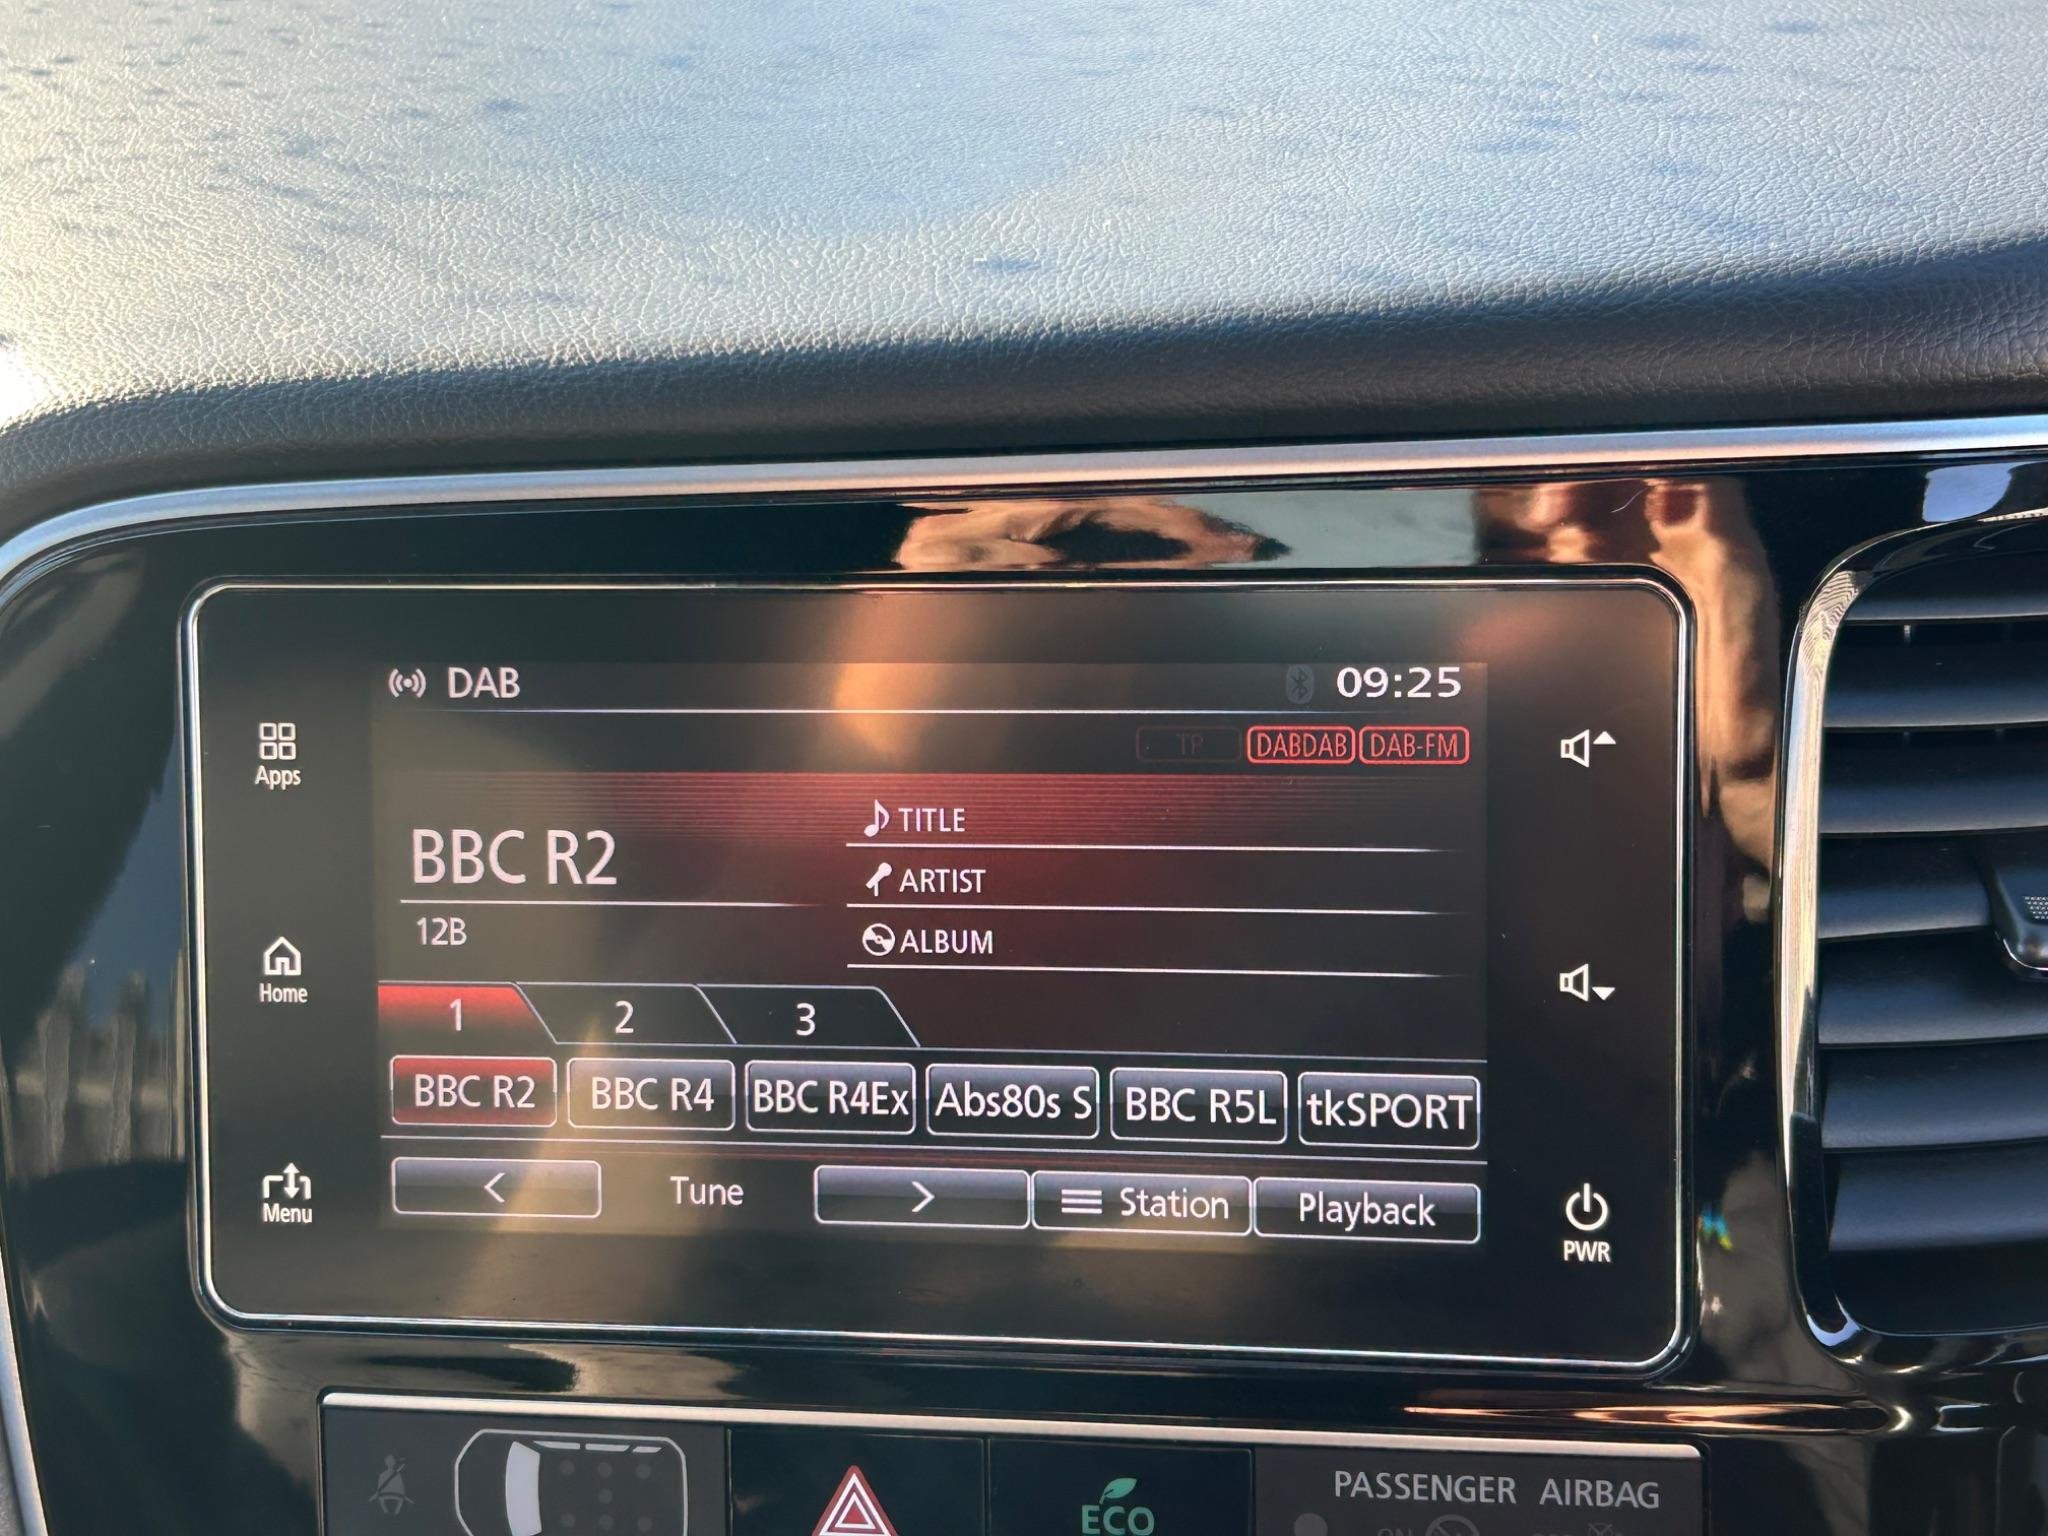 DAB 09:25
TP DABDAB DAB-FM
Apps
BBC R2
12B
TITLE
ARTIST
ALBUM
Home
1 2 3
BBC R2 BBC R4 BBC R4Ex Abs80s S BBC R5L tkSPORT
Menu
< Tune > Station Playback
PWR
ECO
PASSENGER AIRBAG